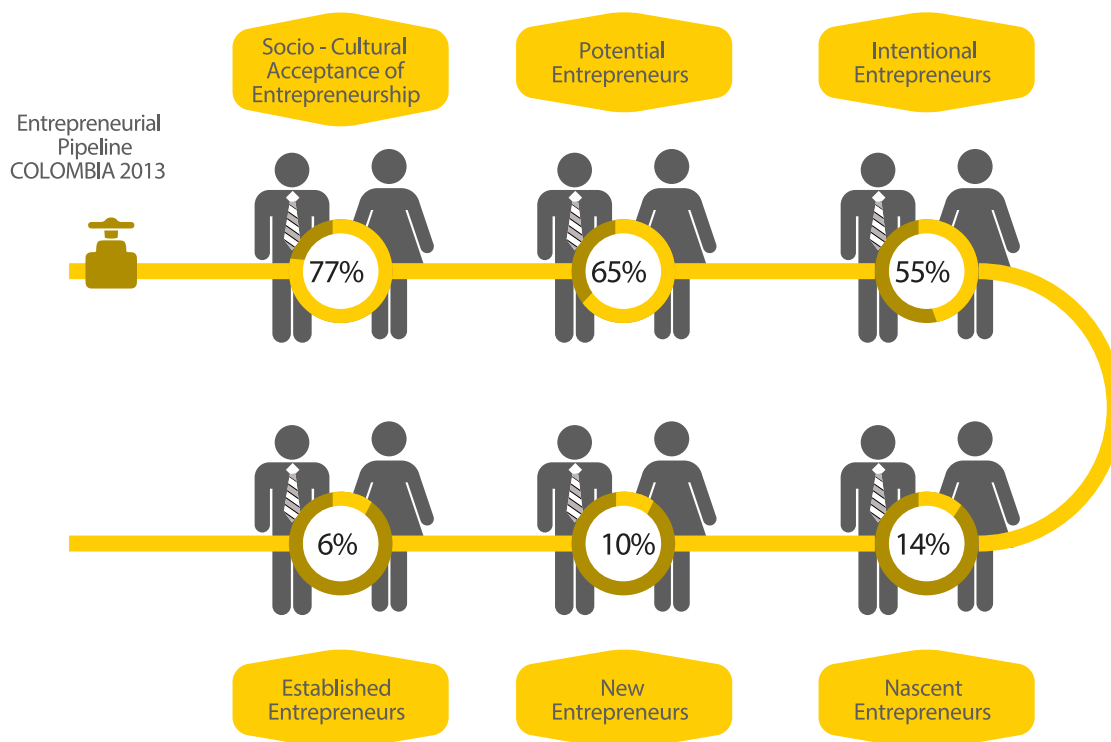 Socio - Cultural
Acceptance of
Entrepreneurship
Potential
Entrepreneurs
Intentional
Entrepreneurs
Entrepreneurial
Pipeline
COLOMBIA 2013
77%
65%
55%
6%
10%
14%
Established
Entrepreneurs
New
Entrepreneurs
Nascent
Entrepreneurs